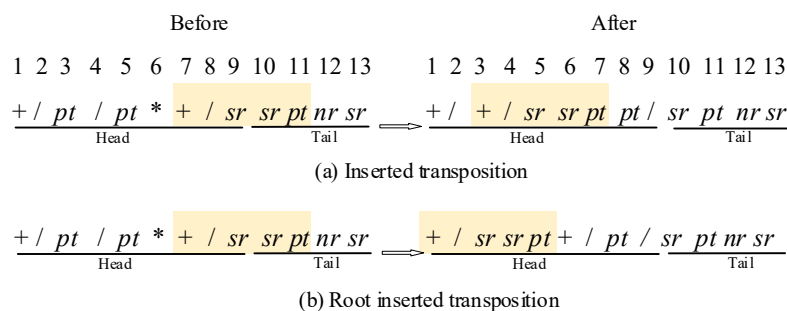 Before After
1 2 3 4 5 6 7 8 9 10 11 12 13 1 2 3 4 5 6 7 8 9 10 11 12 13
+ / pt / pt * + / sr sr pt nr sr + / + / sr sr pt pt / sr pt nr sr
Head Tail Head Tail
(a) Inserted transposition
+ / pt / pt * + / sr sr pt nr sr + / sr sr pt + / pt / sr pt nr sr
Head Tail Head Tail
(b) Root inserted transposition